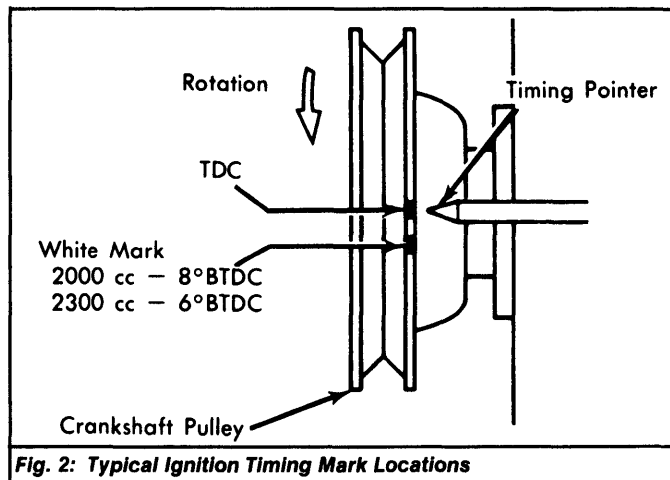 Rotation
Timing Pointer
TDC
White Mark
2000 cc – 8°BTDC
2300 cc – 6°BTDC
Crankshaft Pulley
Fig. 2: Typical Ignition Timing Mark Locations